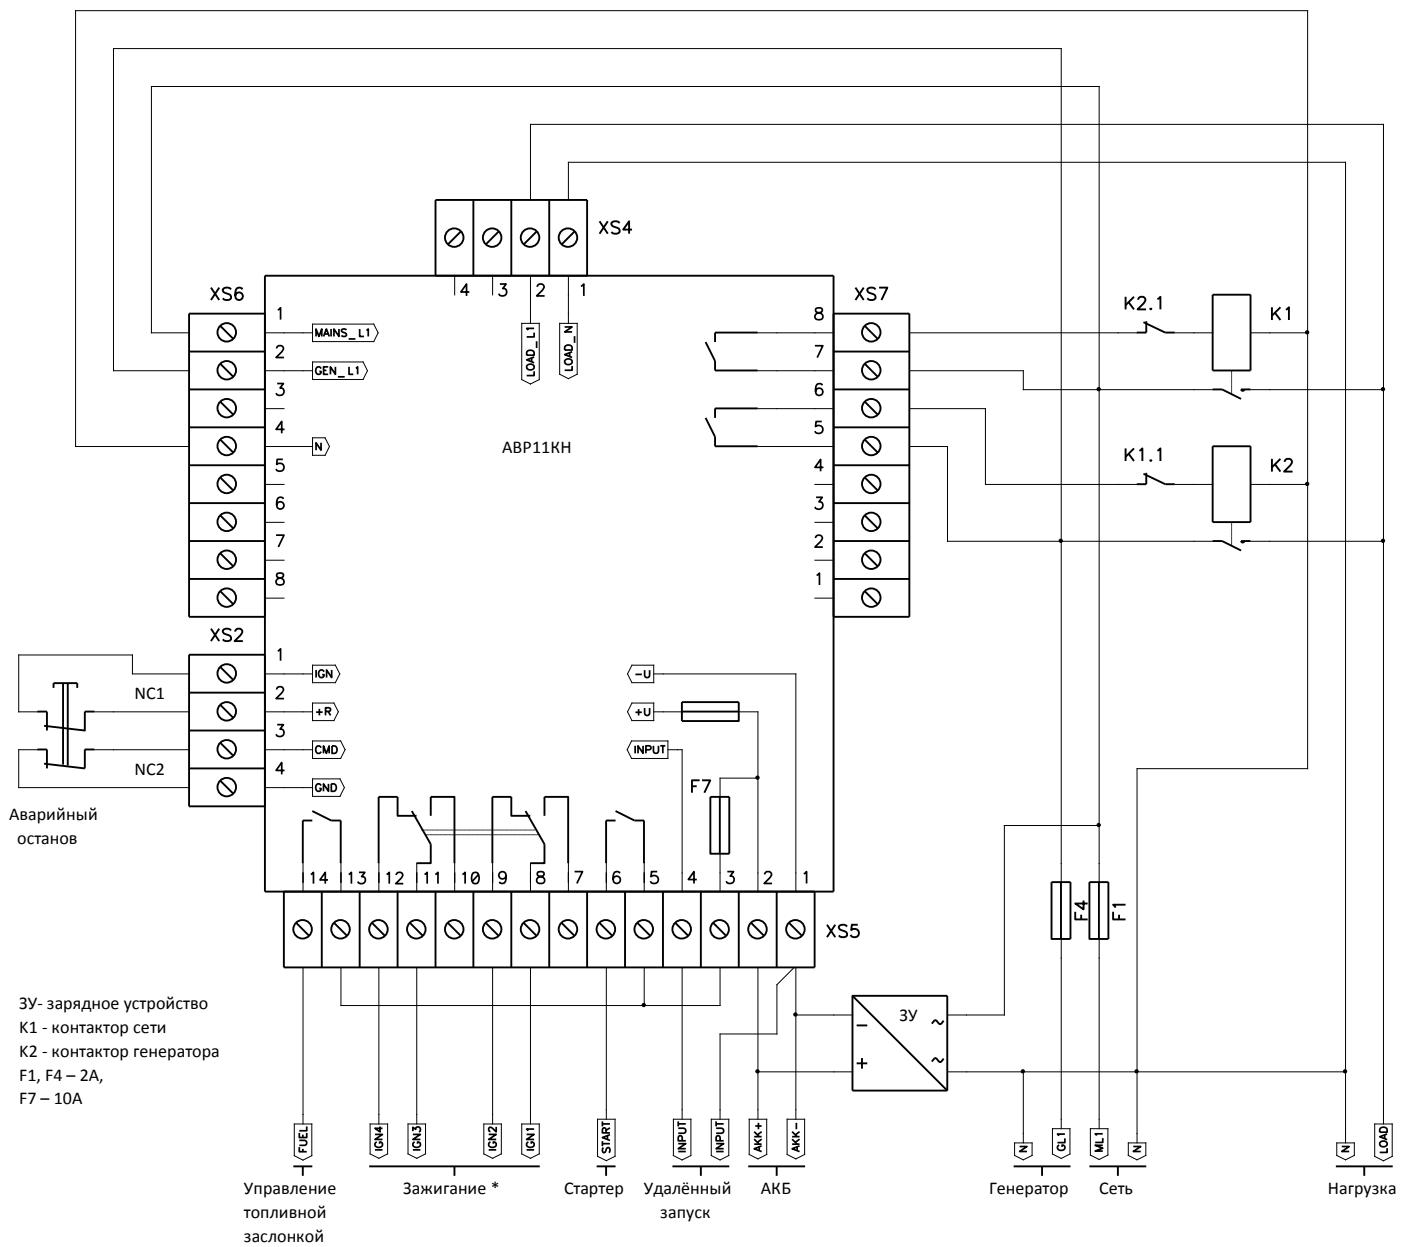 XS4
4
3
2
1
LOAD_L1
LOAD_N
XS6
1
MAINS_L1
2
GEN_L1
3
4
N
5
6
7
8
АВР11КН
XS7
8
7
6
5
4
3
2
1
K2.1
K1
K1.1
K2
XS2
1
IGN
2
+R
3
CMD
4
GND
NC1
NC2
Аварийный
останов
-U
+U
INPUT
F7
14
13
12
11
10
9
8
7
6
5
4
3
2
1
XS5
F4
F1
ЗУ- зарядное устройство
К1 - контактор сети
К2 - контактор генератора
F1, F4 – 2А,
F7 – 10А
ЗУ
−
+
~
~
FUEL
IGN4
IGN3
IGN2
IGN1
START
INPUT
INPUT
AKK+
AKK-
N
GL1
ML1
N
N
LOAD
Управление
топливной
заслонкой
Зажигание *
Стартер
Удалённый
запуск
АКБ
Генератор
Сеть
Нагрузка